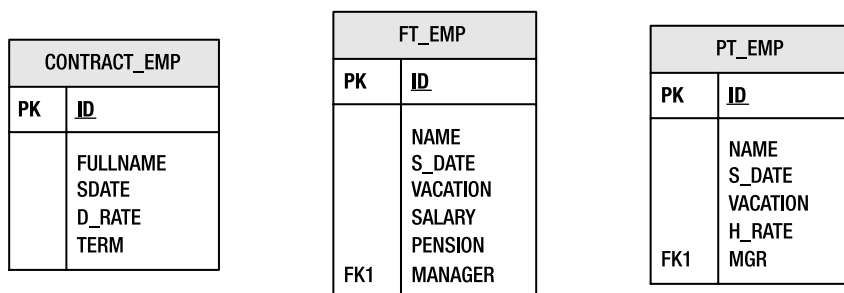 CONTRACT_EMP
PK ID
FULLNAME
SDATE
D_RATE
TERM
FT_EMP
PK ID
NAME
S_DATE
VACATION
SALARY
PENSION
FK1 MANAGER
PT_EMP
PK ID
NAME
S_DATE
VACATION
H_RATE
FK1 MGR